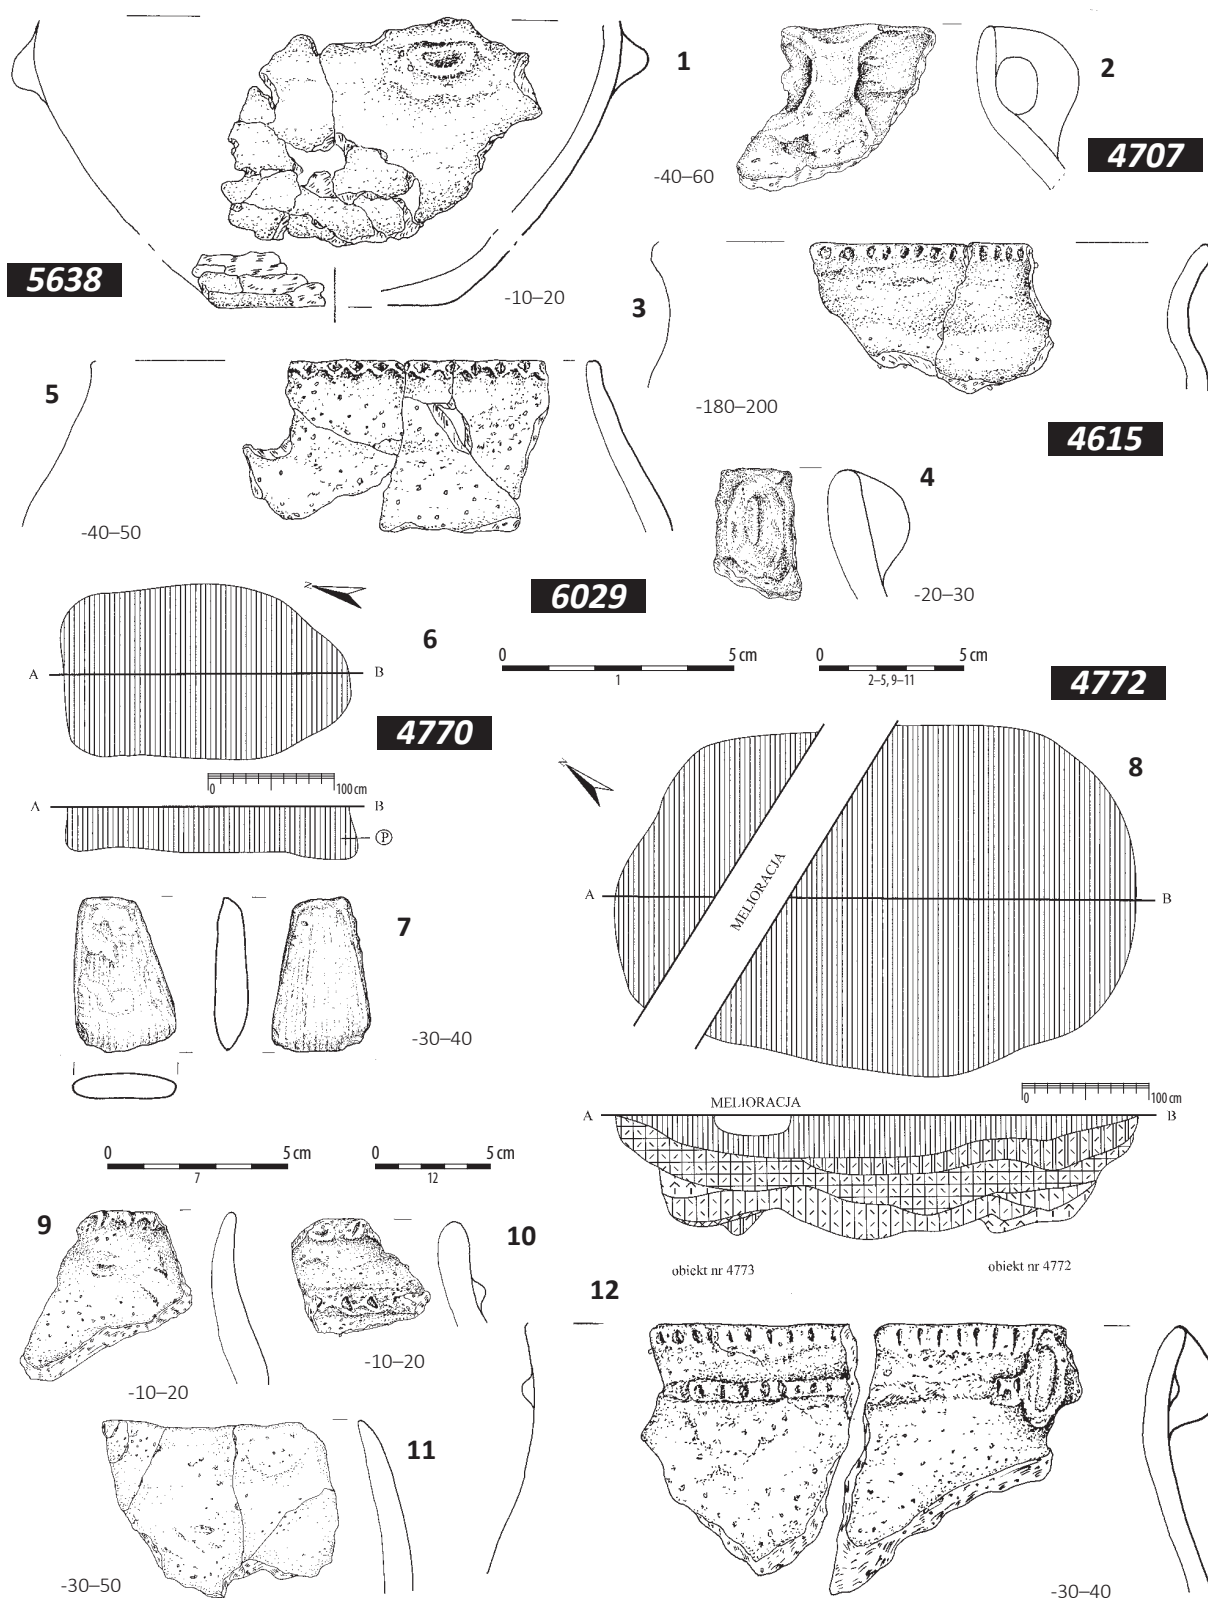 1
2
4707
-40–60
5638
-10–20
3
5
-180–200
4615
4
-40–50
-20–30
6029
N
6
0 5 cm
1
0 5 cm
2–5, 9–11
4772
A B
4770
8
0 100 cm
A B
P
N
MELIORACJA
A B
7
-30–40
0 100 cm
MELIORACJA
A B
0 5 cm
7
0 5 cm
12
9
10
obiekt nr 4773
obiekt nr 4772
12
-10–20
-10–20
11
-30–50
-30–40